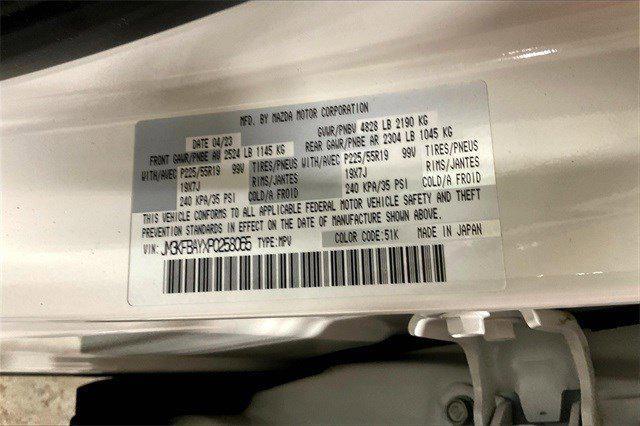 MFD. BY MAZDA MOTOR CORPORATION
DATE 04/23 GVWR/PNBV 4828 LB 2190 KG
FRONT GAWR/PNBE AV 2524 LB 1145 KG REAR GAWR/PNBE AR 2304 LB 1045 KG
WITH/AVEC P225/55R19 99V TIRES/PNEUS WITH/AVEC P225/55R19 99V TIRES/PNEUS
19X7J RIMS/JANTES 19X7J RIMS/JANTES
240 KPA/35 PSI COLD/A FROID 240 KPA/35 PSI COLD/A FROID
THIS VEHICLE CONFORMS TO ALL APPLICABLE FEDERAL MOTOR VEHICLE SAFETY AND THEFT
PREVENTION STANDARDS IN EFFECT ON THE DATE OF MANUFACTURE SHOWN ABOVE.
VIN: JM3KFBAYXP0258065 TYPE:MPV COLOR CODE:51K MADE IN JAPAN